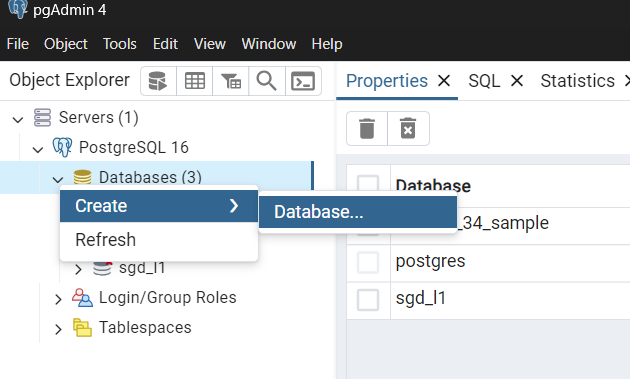 pgAdmin 4
File Object Tools Edit View Window Help
Object Explorer
Properties SQL Statistics
Servers (1)
PostgreSQL 16
Databases (3)
Database
Create
Database...
_34_sample
Refresh
postgres
sgd_l1
sgd_l1
Login/Group Roles
Tablespaces